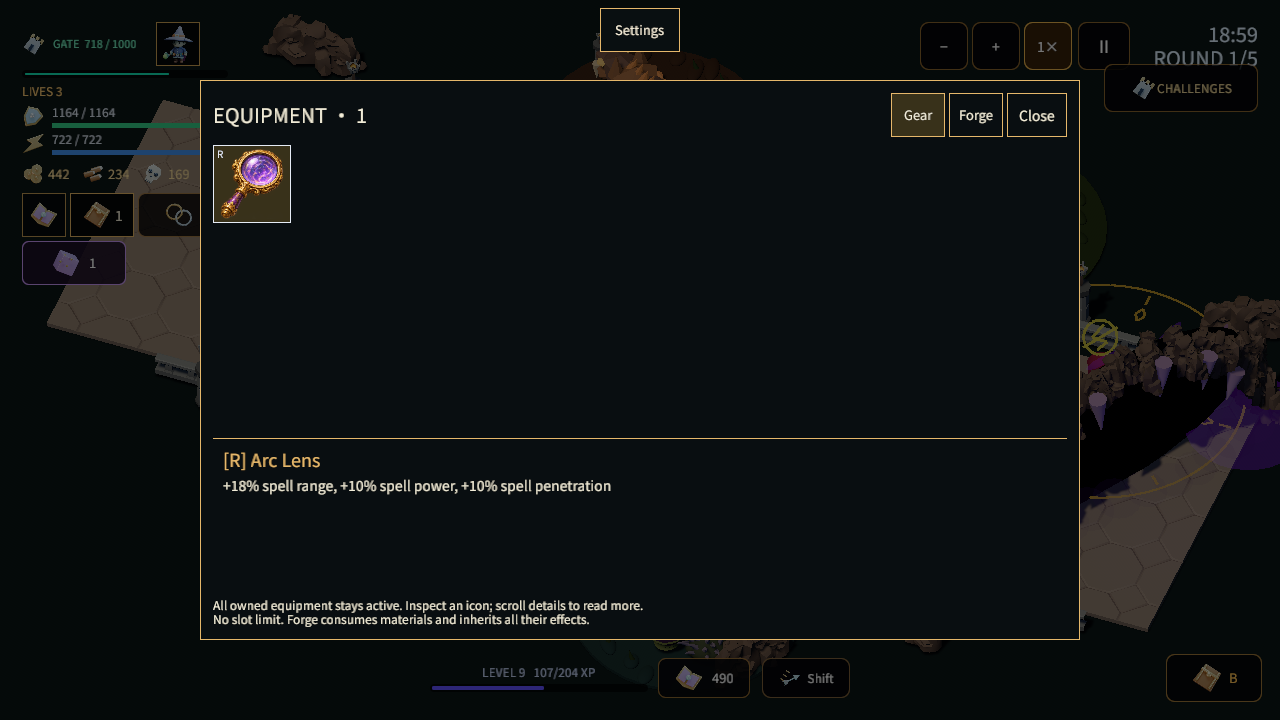 Settings
GATE 718 / 1000
18:59
ROUND 1/5
1×
CHALLENGES
LIVES 3
1164 / 1164
722 / 722
442 234 169
1
1
EQUIPMENT • 1
Gear Forge Close
R
[R] Arc Lens
+18% spell range, +10% spell power, +10% spell penetration
All owned equipment stays active. Inspect an icon; scroll details to read more.
No slot limit. Forge consumes materials and inherits all their effects.
LEVEL 9 107/204 XP
490
Shift
B